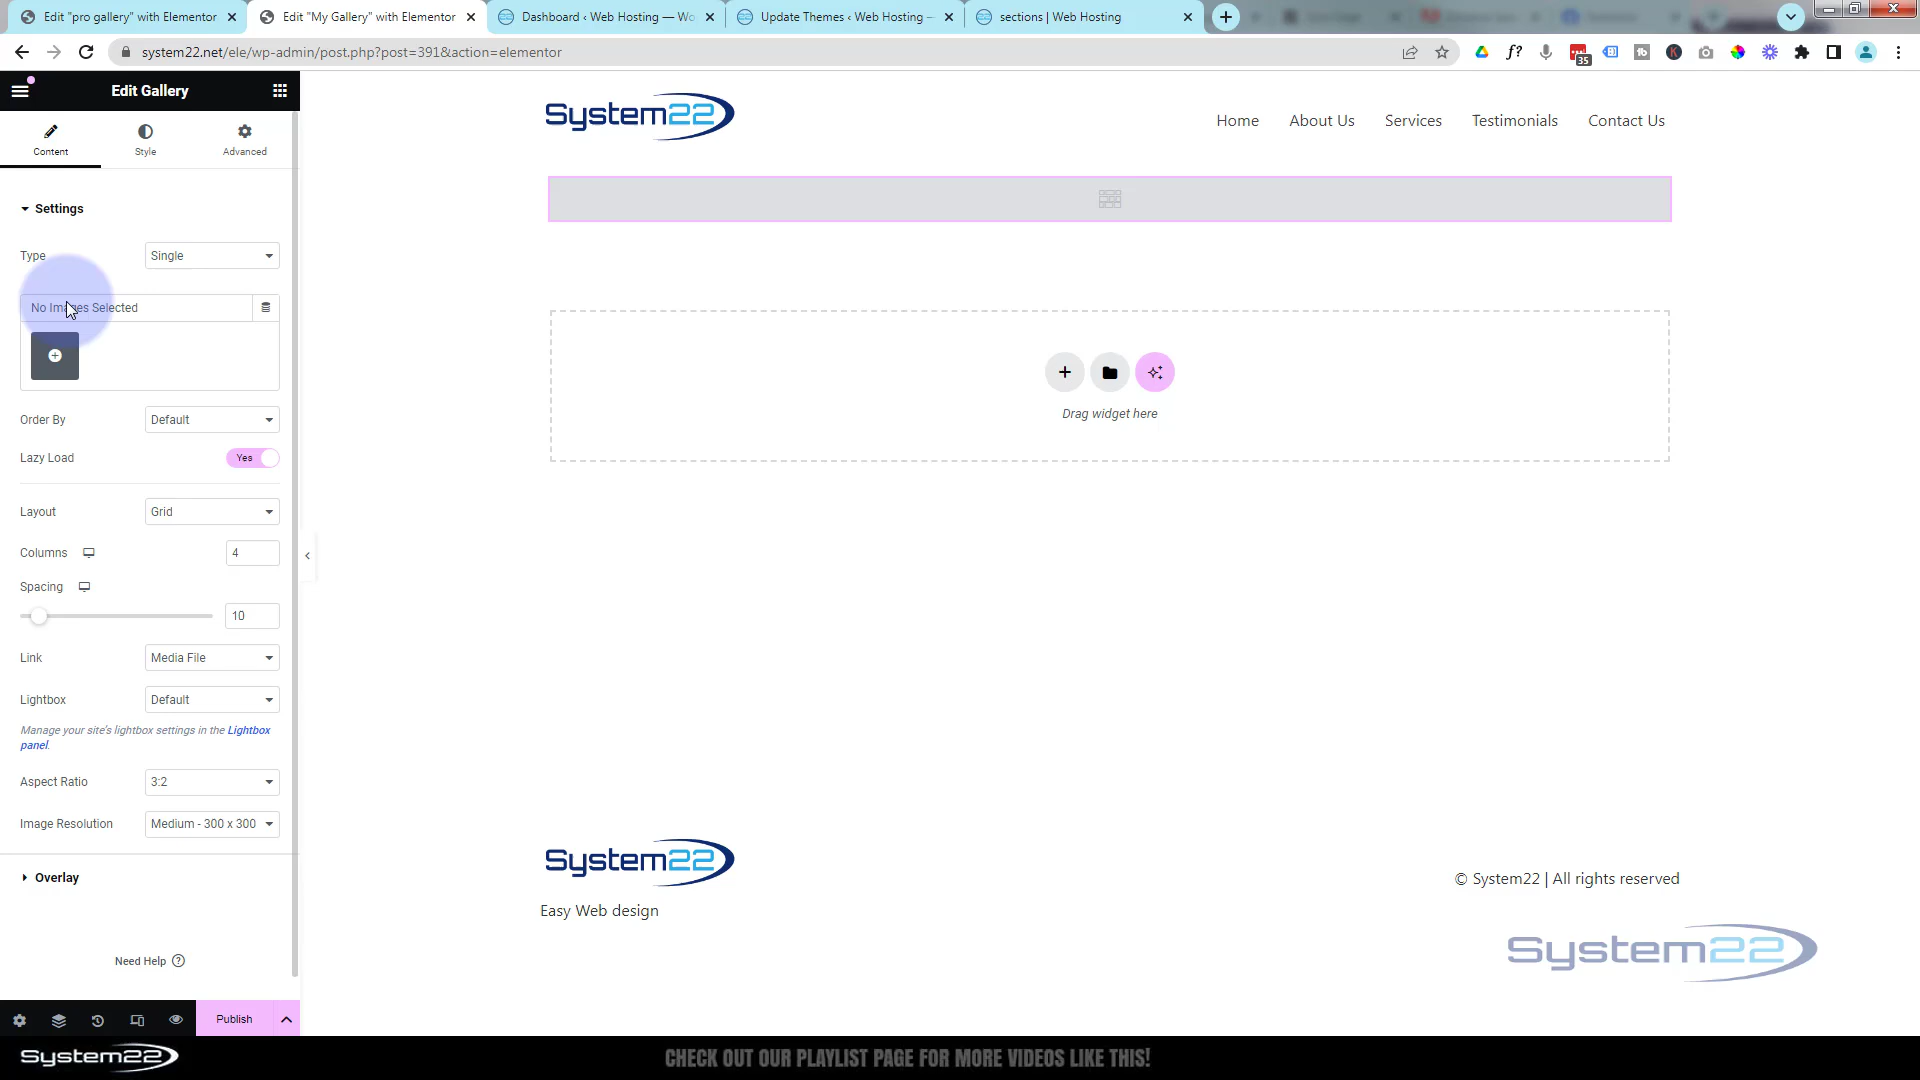 Edit "pro gallery" with Elementor
Edit "My Gallery" with Elementor
Dashboard ‹ Web Hosting — Wo
Update Themes ‹ Web Hosting —
sections | Web Hosting
system22.net/ele/wp-admin/post.php?post=391&action=elementor
35
Edit Gallery
Content
Style
Advanced
Settings
Type
Single
No Images Selected
Order By
Default
Lazy Load
Yes
Layout
Grid
Columns
4
Spacing
10
Link
Media File
Lightbox
Default
Manage your site's lightbox settings in the Lightbox
panel.
Aspect Ratio
3:2
Image Resolution
Medium - 300 x 300
Overlay
Need Help
Publish
System22
Home
About Us
Services
Testimonials
Contact Us
Drag widget here
System22
Easy Web design
© System22 | All rights reserved
System22
System22
CHECK OUT OUR PLAYLIST PAGE FOR MORE VIDEOS LIKE THIS!